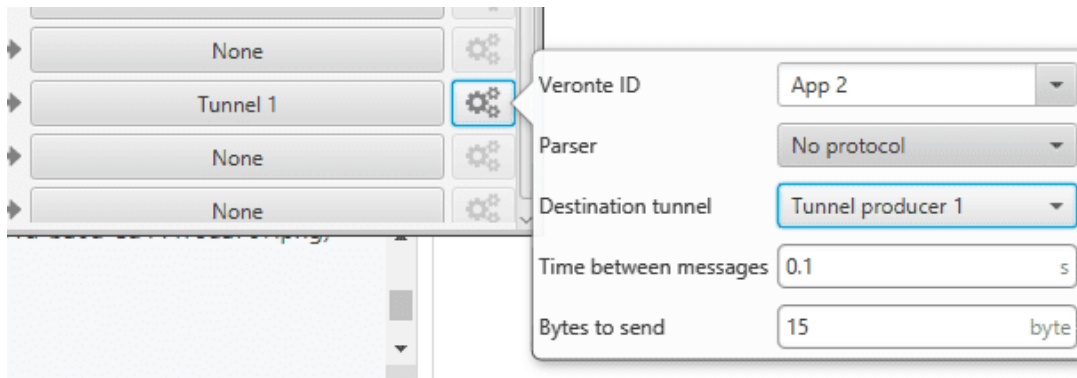 None
Tunnel 1
None
None
Veronte ID App 2
Parser No protocol
Destination tunnel Tunnel producer 1
Time between messages 0.1 s
Bytes to send 15 byte